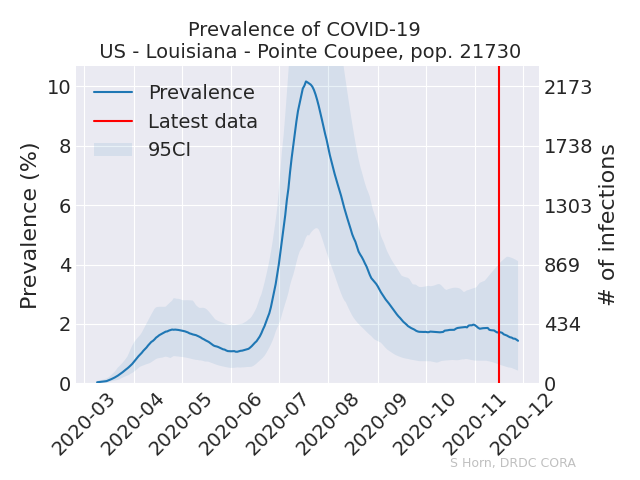 Prevalence of COVID-19
US - Louisiana - Pointe Coupee, pop. 21730
Prevalence (%)
10
8
6
4
2
0
Prevalence
Latest data
95CI
2173
1738
1303
869
434
0
# of infections
2020-03
2020-04
2020-05
2020-06
2020-07
2020-08
2020-09
2020-10
2020-11
2020-12
S Horn, DRDC CORA